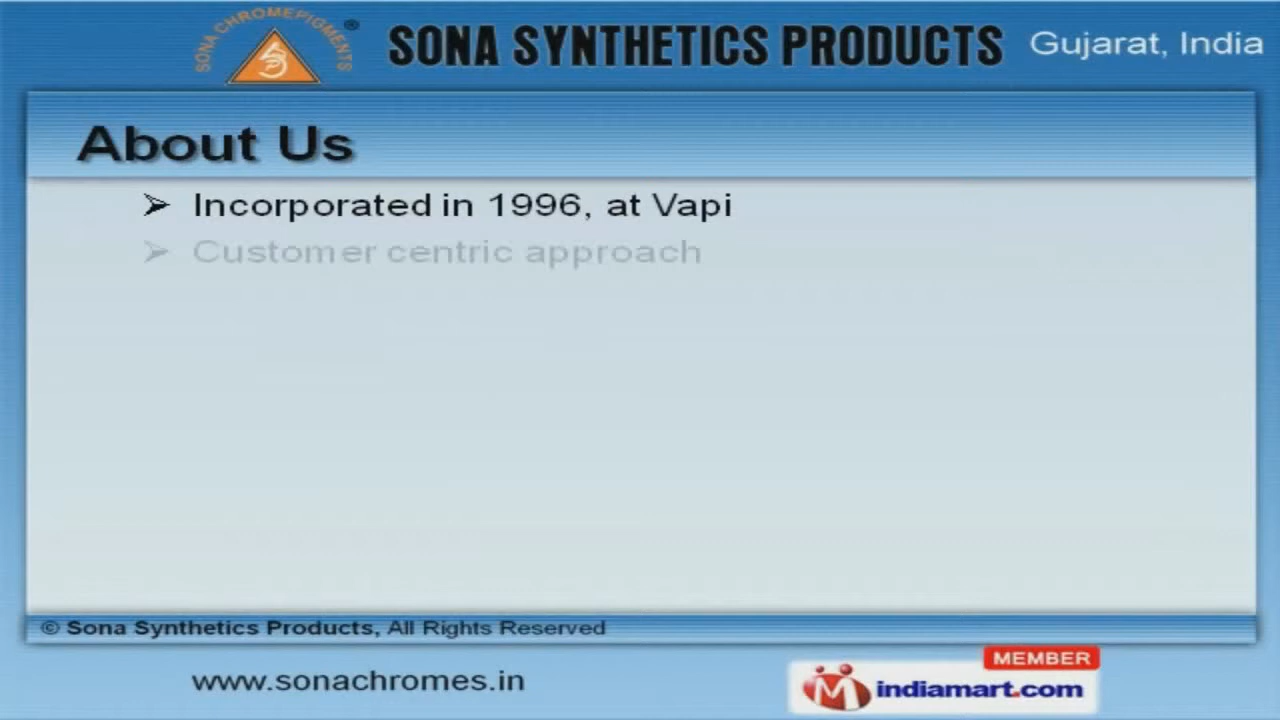 SONA CHROMEPIGMENTS ®
SONA SYNTHETICS PRODUCTS
Gujarat, India
About Us
➢ Incorporated in 1996, at Vapi
➢ Customer centric approach
© Sona Synthetics Products, All Rights Reserved
www.sonachromes.in
MEMBER
indiamart.com